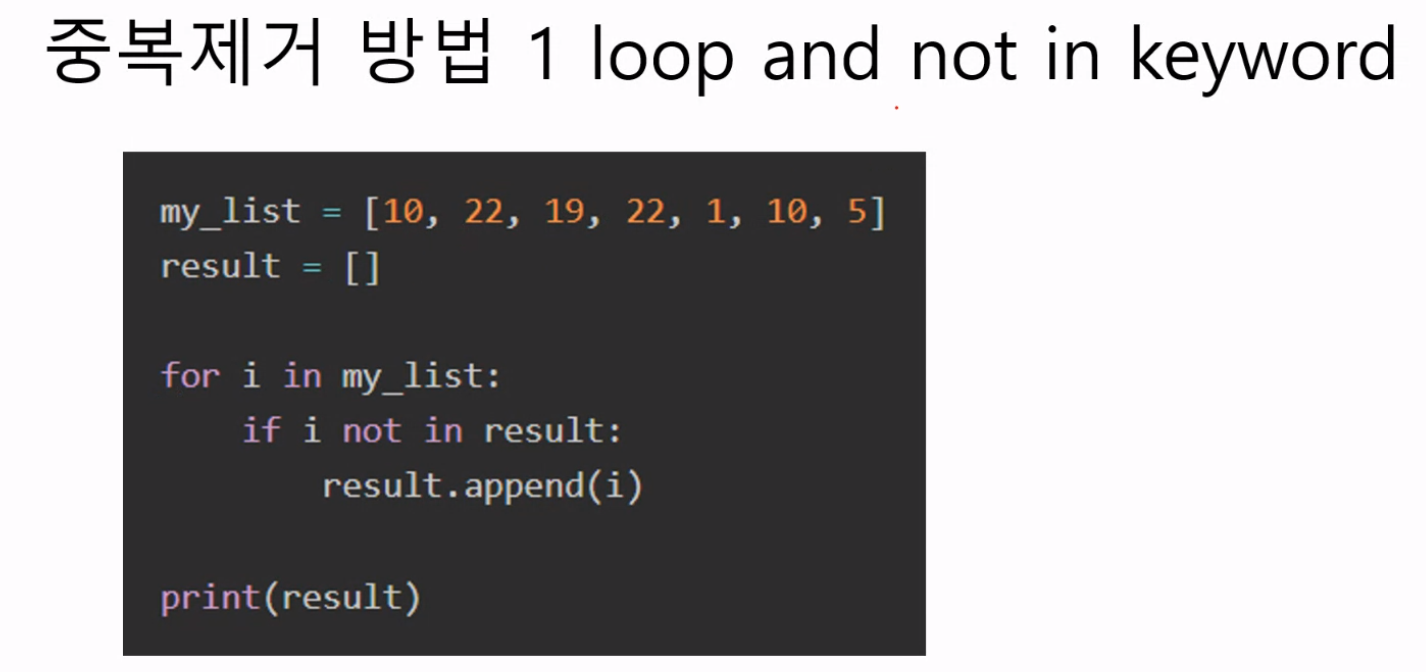 중복제거 방법 1 loop and not in keyword
my_list = [10, 22, 19, 22, 1, 10, 5]
result = []
for i in my_list:
    if i not in result:
        result.append(i)
print(result)